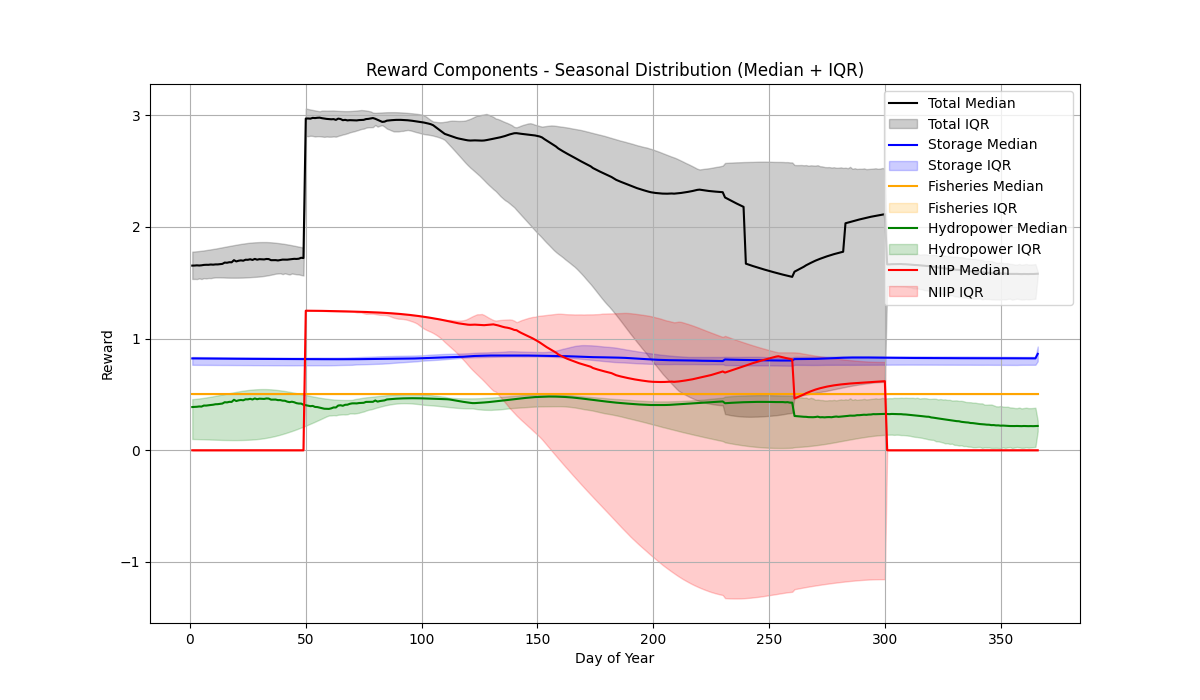 Reward Components - Seasonal Distribution (Median + IQR)
Total Median
Total IQR
Storage Median
Storage IQR
Fisheries Median
Fisheries IQR
Hydropower Median
Hydropower IQR
NIIP Median
NIIP IQR
Reward
3
2
1
0
−1
0
50
100
150
200
250
300
350
Day of Year